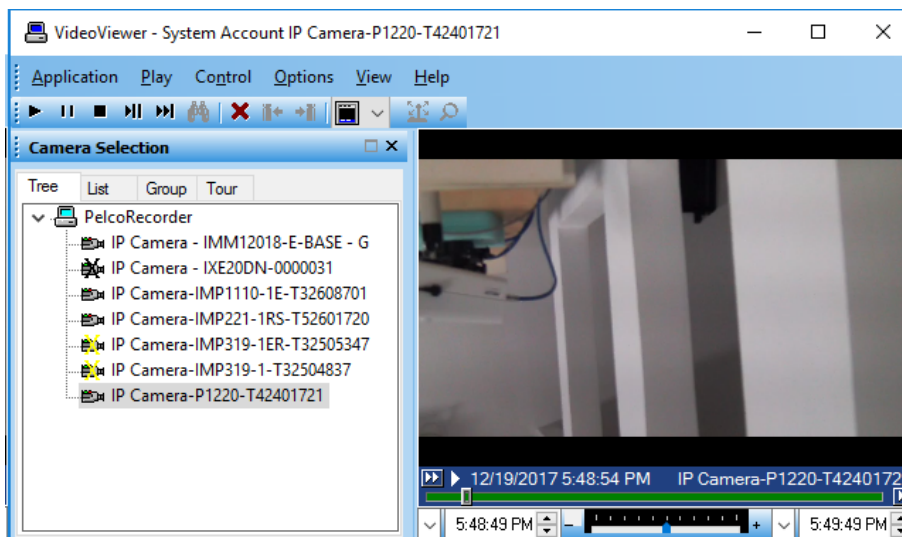 VideoViewer - System Account IP Camera-P1220-T42401721
Application Play Control Options View Help
Camera Selection
Tree List Group Tour
PelcoRecorder
IP Camera - IMM12018-E-BASE - G
IP Camera - IXE20DN-0000031
IP Camera-IMP1110-1E-T32608701
IP Camera-IMP221-1RS-T52601720
IP Camera-IMP319-1ER-T32505347
IP Camera-IMP319-1-T32504837
IP Camera-P1220-T42401721
12/19/2017 5:48:54 PM IP Camera-P1220-T4240172
5:48:49 PM - + 5:49:49 PM